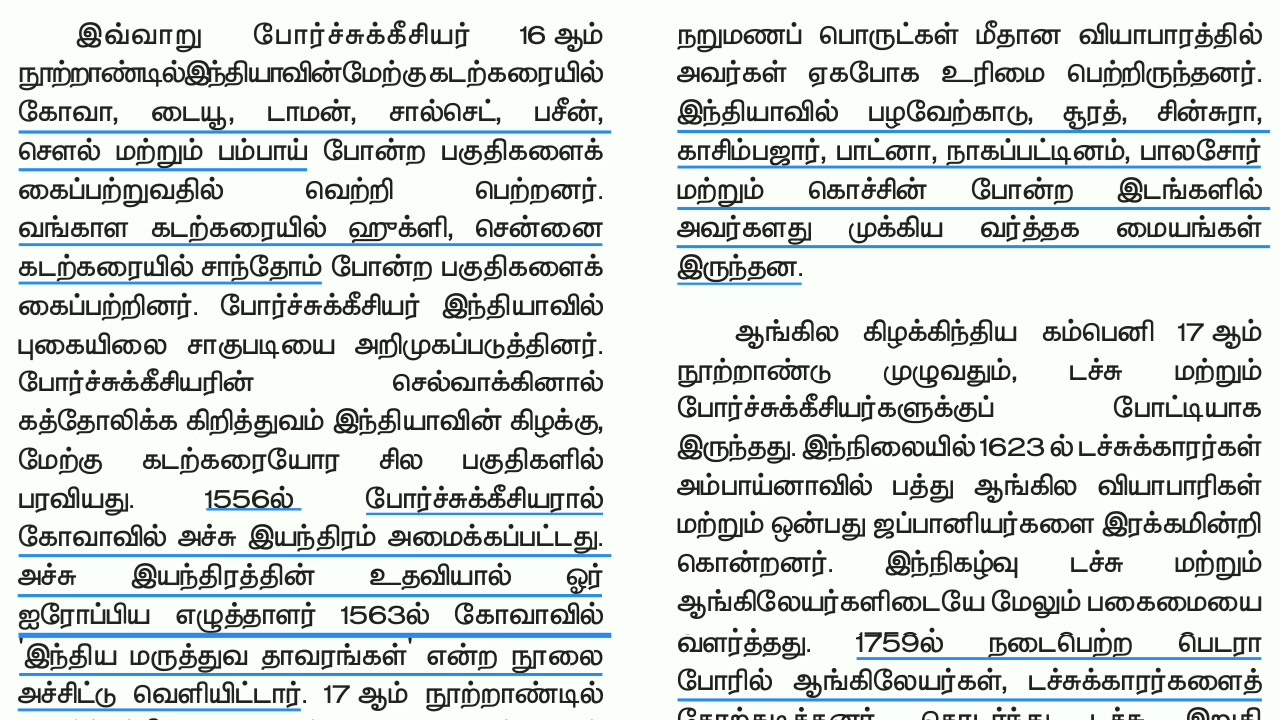 இவ்வாறு போர்ச்சுக்கீசியர் 16 ஆம்
நூற்றாண்டில்இந்தியாவின்மேற்குகடற்கரையில்
கோவா, டையூ, டாமன், சால்செட், பசீன்,
சௌல் மற்றும் பம்பாய் போன்ற பகுதிகளைக்
கைப்பற்றுவதில் வெற்றி பெற்றனர்.
வங்காள கடற்கரையில் ஹுக்ளி, சென்னை
கடற்கரையில் சாந்தோம் போன்ற பகுதிகளைக்
கைப்பற்றினர். போர்ச்சுக்கீசியர் இந்தியாவில்
புகையிலை சாகுபடியை அறிமுகப்படுத்தினர்.
போர்ச்சுக்கீசியரின் செல்வாக்கினால்
கத்தோலிக்க கிறித்துவம் இந்தியாவின் கிழக்கு,
மேற்கு கடற்கரையோர சில பகுதிகளில்
பரவியது. 1556ல் போர்ச்சுக்கீசியரால்
கோவாவில் அச்சு இயந்திரம் அமைக்கப்பட்டது.
அச்சு இயந்திரத்தின் உதவியால் ஓர்
ஐரோப்பிய எழுத்தாளர் 1563ல் கோவாவில்
'இந்திய மருத்துவ தாவரங்கள்' என்ற நூலை
அச்சிட்டு வெளியிட்டார். 17 ஆம் நூற்றாண்டில்
நறுமணப் பொருட்கள் மீதான வியாபாரத்தில்
அவர்கள் ஏகபோக உரிமை பெற்றிருந்தனர்.
இந்தியாவில் பழவேற்காடு, சூரத், சின்சுரா,
காசிம்பஜார், பாட்னா, நாகப்பட்டினம், பாலசோர்
மற்றும் கொச்சின் போன்ற இடங்களில்
அவர்களது முக்கிய வர்த்தக மையங்கள்
இருந்தன.
ஆங்கில கிழக்கிந்திய கம்பெனி 17 ஆம்
நூற்றாண்டு முழுவதும், டச்சு மற்றும்
போர்ச்சுக்கீசியர்களுக்குப் போட்டியாக
இருந்தது. இந்நிலையில் 1623 ல் டச்சுக்காரர்கள்
அம்பாய்னாவில் பத்து ஆங்கில வியாபாரிகள்
மற்றும் ஒன்பது ஜப்பானியர்களை இரக்கமின்றி
கொன்றனர். இந்நிகழ்வு டச்சு மற்றும்
ஆங்கிலேயர்களிடையே மேலும் பகைமையை
வளர்த்தது. 1759ல் நடைபெற்ற பெடரா
போரில் ஆங்கிலேயர்கள், டச்சுக்காரர்களைத்